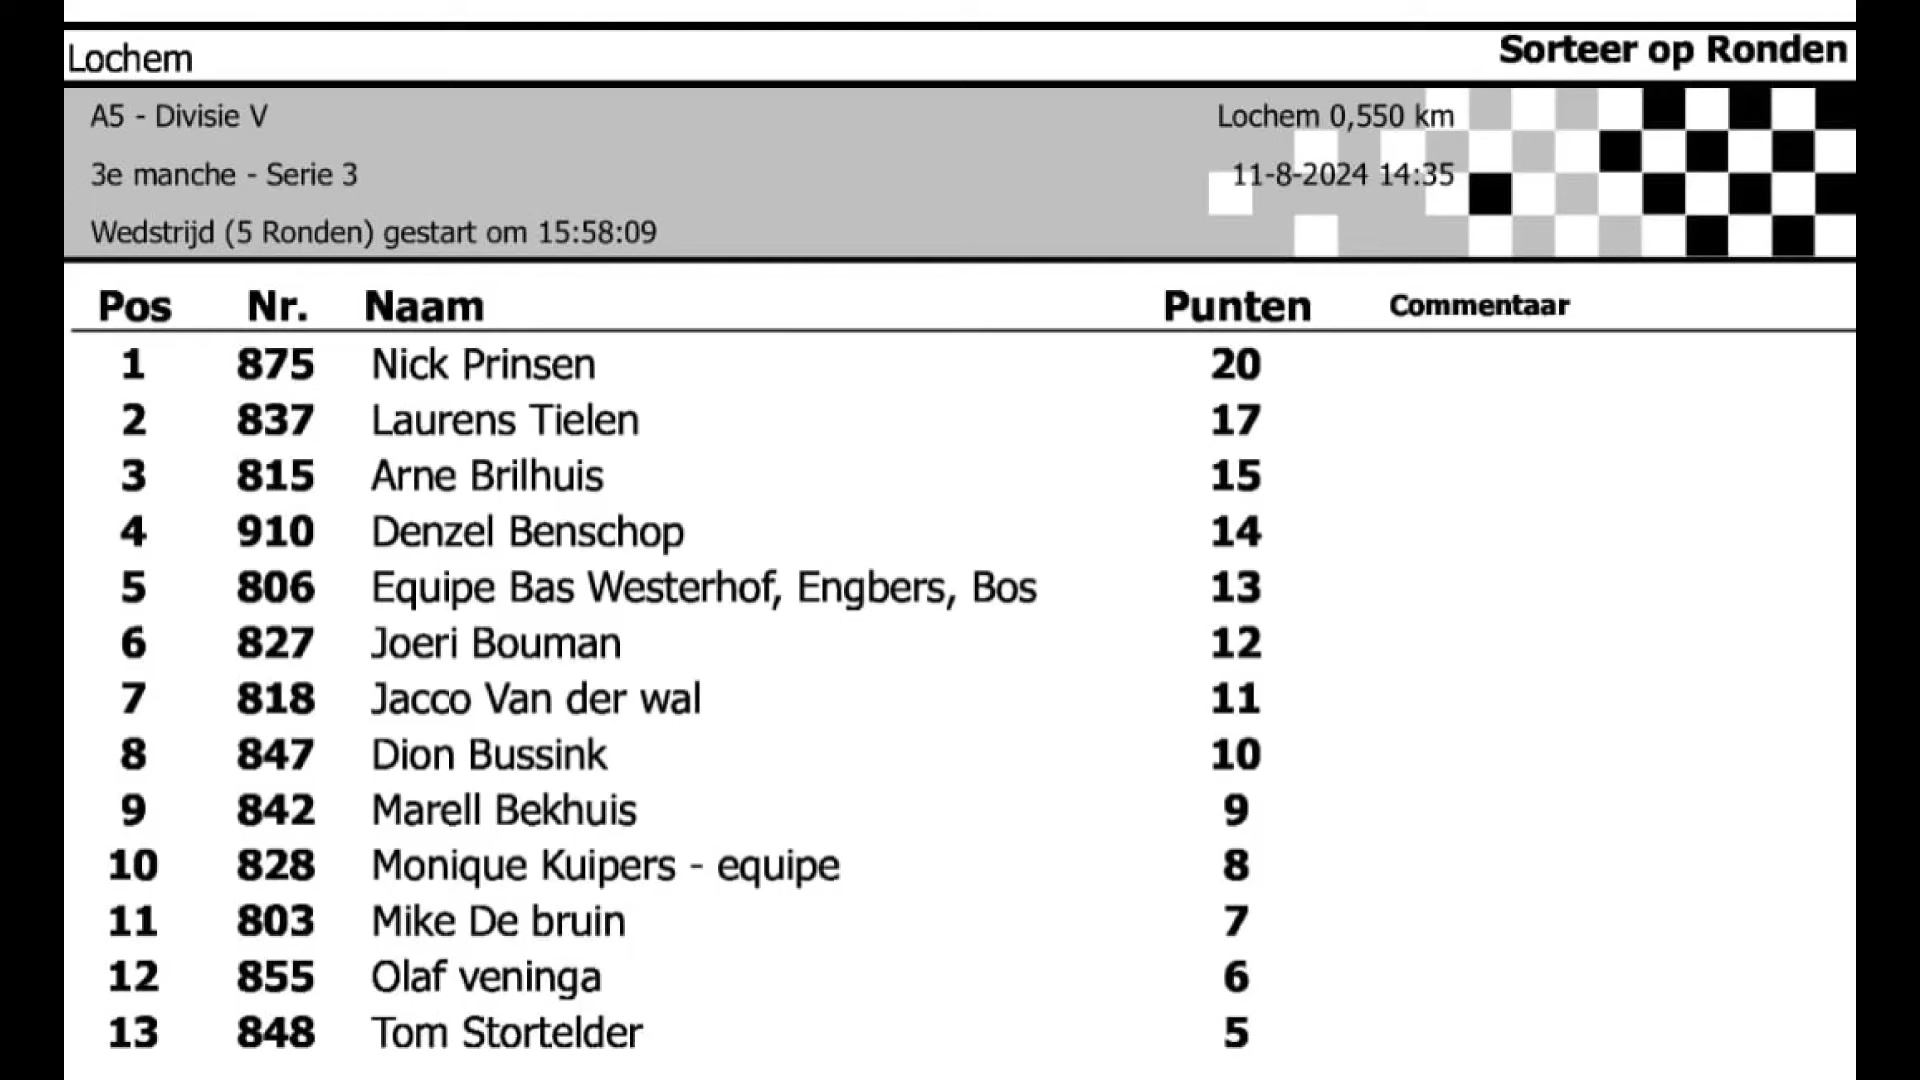 Lochem Sorteer op Ronden
A5 - Divisie V Lochem 0,550 km
3e manche - Serie 3 11-8-2024 14:35
Wedstrijd (5 Ronden) gestart om 15:58:09
Pos Nr. Naam Punten Commentaar
1 875 Nick Prinsen 20
2 837 Laurens Tielen 17
3 815 Arne Brilhuis 15
4 910 Denzel Benschop 14
5 806 Equipe Bas Westerhof, Engbers, Bos 13
6 827 Joeri Bouman 12
7 818 Jacco Van der wal 11
8 847 Dion Bussink 10
9 842 Marell Bekhuis 9
10 828 Monique Kuipers - equipe 8
11 803 Mike De bruin 7
12 855 Olaf veninga 6
13 848 Tom Stortelder 5